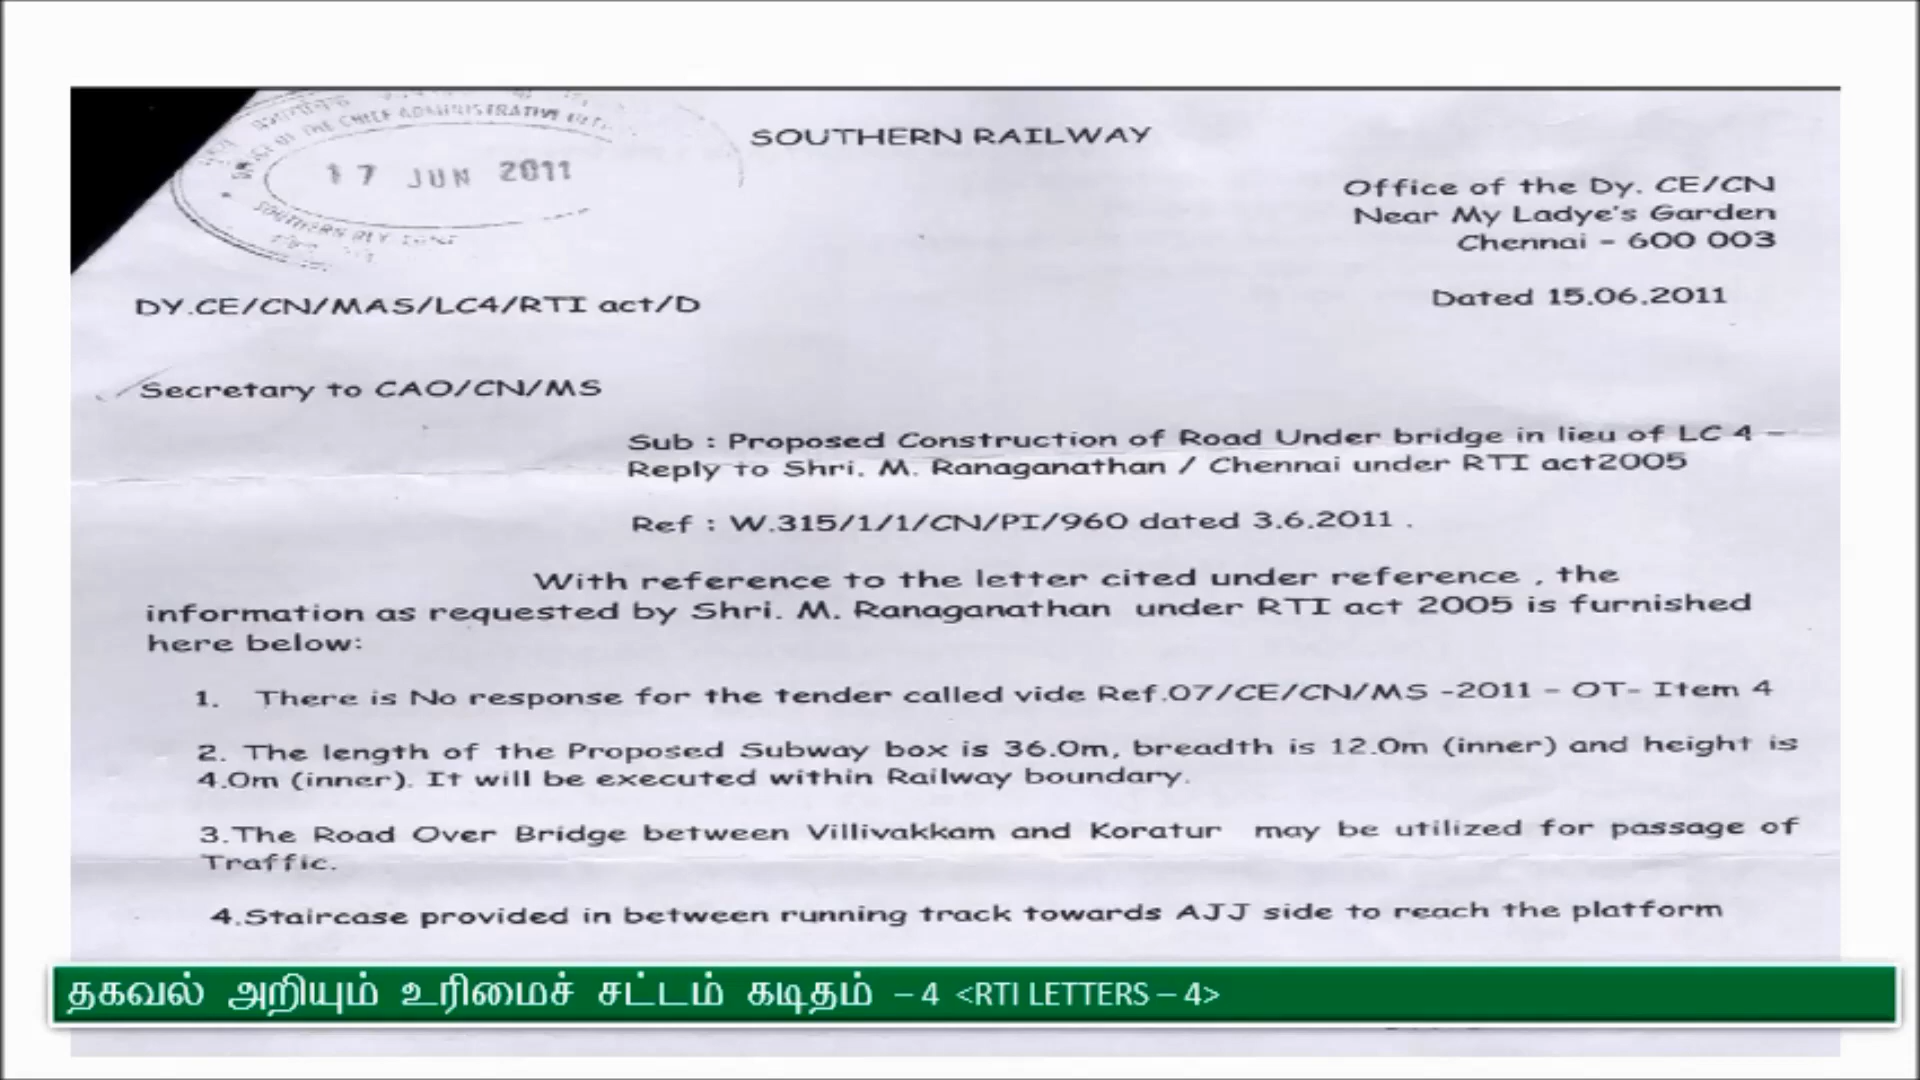 OF THE CHIEF ADMINISTRATIVE
17 JUN 2011
SOUTHERN RLY
SOUTHERN RAILWAY
Office of the Dy. CE/CN
Near My Ladye's Garden
Chennai - 600 003
DY.CE/CN/MAS/LC4/RTI act/D
Dated 15.06.2011
Secretary to CAO/CN/MS
Sub : Proposed Construction of Road Under bridge in lieu of LC 4 –
Reply to Shri. M. Ranaganathan / Chennai under RTI act2005
Ref : W.315/1/1/CN/PI/960 dated 3.6.2011 .
With reference to the letter cited under reference , the
information as requested by Shri. M. Ranaganathan under RTI act 2005 is furnished
here below:
1. There is No response for the tender called vide Ref.07/CE/CN/MS -2011 - OT- Item 4
2. The length of the Proposed Subway box is 36.0m, breadth is 12.0m (inner) and height is
4.0m (inner). It will be executed within Railway boundary.
3.The Road Over Bridge between Villivakkam and Koratur may be utilized for passage of
Traffic.
4.Staircase provided in between running track towards AJJ side to reach the platform
தகவல் அறியும் உரிமைச் சட்டம் கடிதம் – 4 <RTI LETTERS – 4>